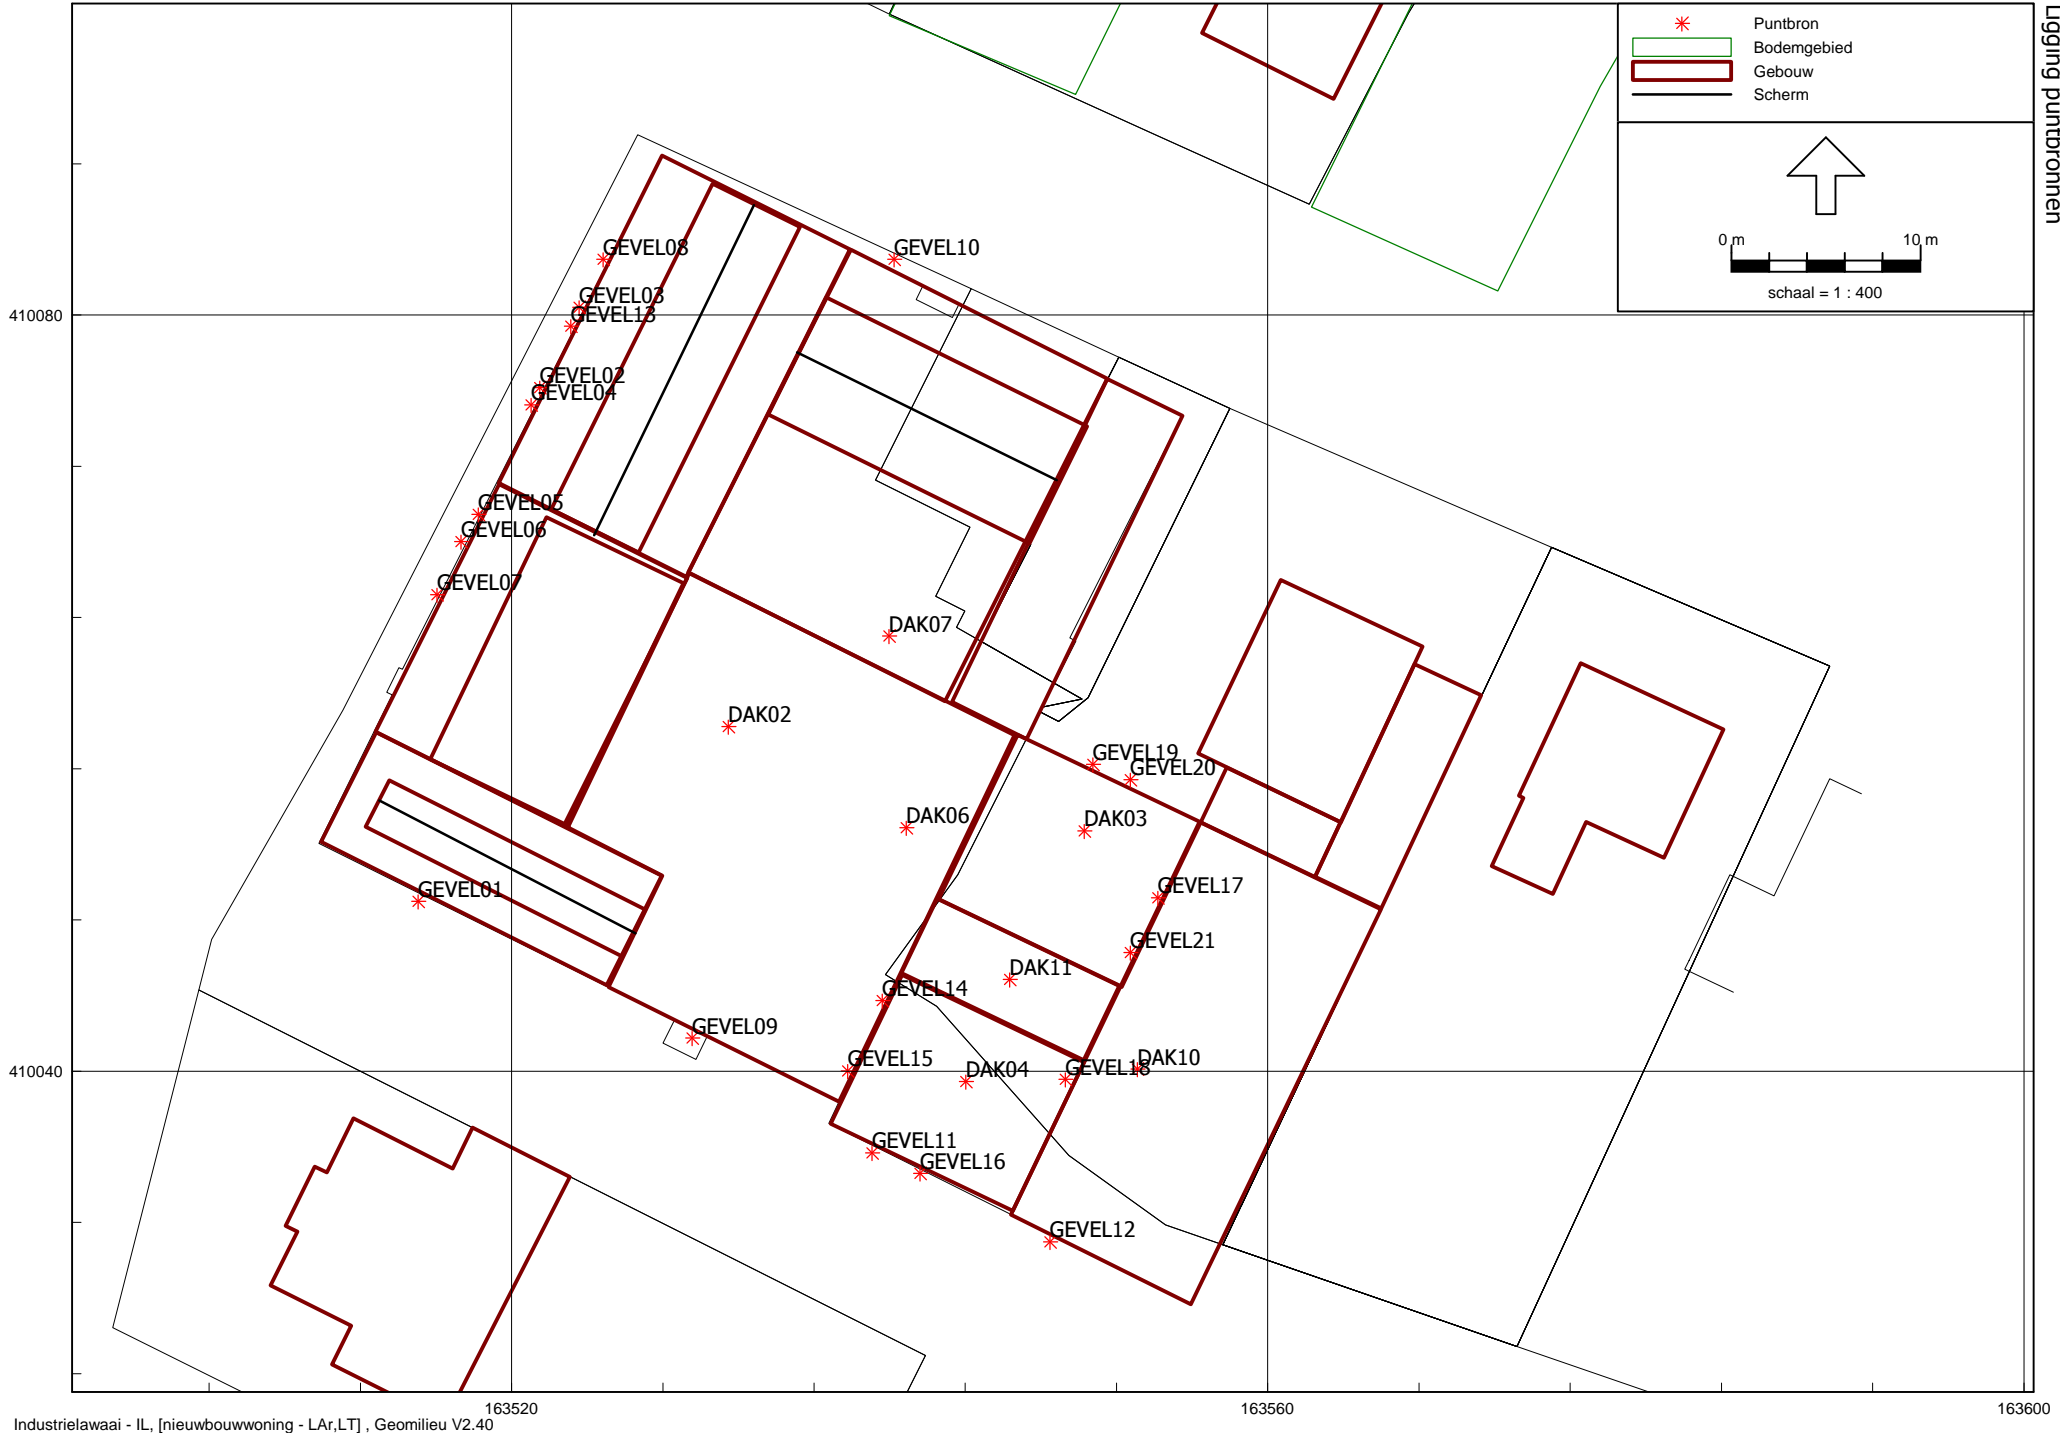 Ligging puntbronnen
Puntbron
Bodemgebied
Gebouw
Scherm
0 m
10 m
schaal = 1 : 400
GEVEL08
GEVEL10
GEVEL03
GEVEL13
410080
GEVEL02
GEVEL04
GEVEL05
GEVEL06
GEVEL07
DAK07
DAK02
GEVEL19
GEVEL20
DAK06
DAK03
GEVEL01
GEVEL17
GEVEL21
DAK11
GEVEL14
GEVEL09
GEVEL15
DAK04
GEVEL18
DAK10
410040
GEVEL11
GEVEL16
GEVEL12
163520
163560
163600
Industrielawaai - IL, [nieuwbouwwoning - LAr,LT] , Geomilieu V2.40